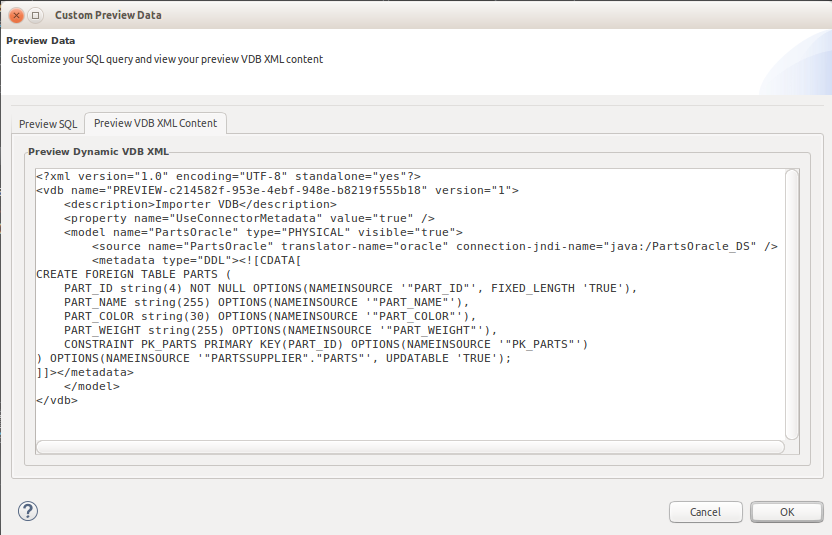 Custom Preview Data
Preview Data
Customize your SQL query and view your preview VDB XML content
Preview SQL
Preview VDB XML Content
Preview Dynamic VDB XML
<?xml version="1.0" encoding="UTF-8" standalone="yes"?>
<vdb name="PREVIEW-c214582f-953e-4ebf-948e-b8219f555b18" version="1">
    <description>Importer VDB</description>
    <property name="UseConnectorMetadata" value="true" />
    <model name="PartsOracle" type="PHYSICAL" visible="true">
        <source name="PartsOracle" translator-name="oracle" connection-jndi-name="java:/PartsOracle_DS" />
        <metadata type="DDL"><![CDATA[
CREATE FOREIGN TABLE PARTS (
    PART_ID string(4) NOT NULL OPTIONS(NAMEINSOURCE '"PART_ID"', FIXED_LENGTH 'TRUE'),
    PART_NAME string(255) OPTIONS(NAMEINSOURCE '"PART_NAME"'),
    PART_COLOR string(30) OPTIONS(NAMEINSOURCE '"PART_COLOR"'),
    PART_WEIGHT string(255) OPTIONS(NAMEINSOURCE '"PART_WEIGHT"'),
    CONSTRAINT PK_PARTS PRIMARY KEY(PART_ID) OPTIONS(NAMEINSOURCE '"PK_PARTS"')
) OPTIONS(NAMEINSOURCE '"PARTSSUPPLIER"."PARTS"', UPDATABLE 'TRUE');
]]></metadata>
    </model>
</vdb>
?
Cancel
OK